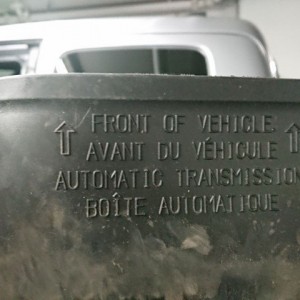 ↑ FRONT OF VEHICLE ↑
AVANT DU VÉHICULE
AUTOMATIC TRANSMISSION
BOÎTE AUTOMATIQUE